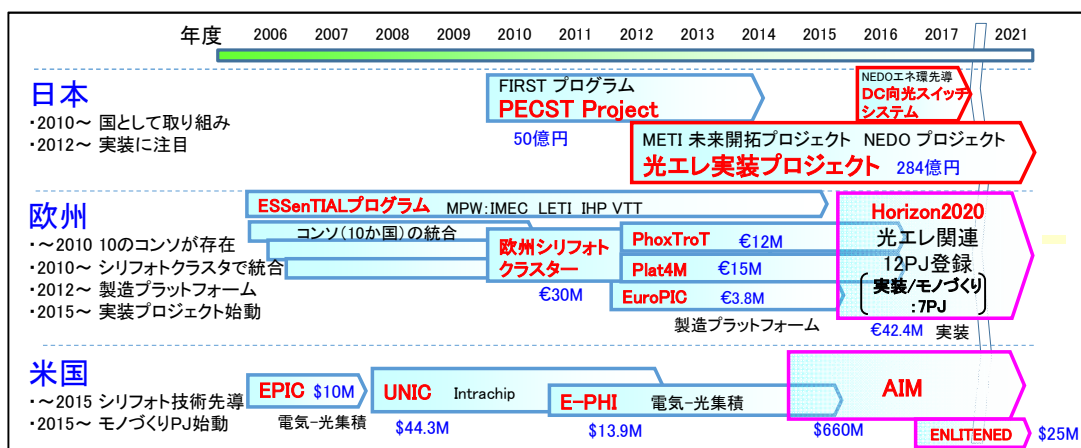 年度 2006 2007 2008 2009 2010 2011 2012 2013 2014 2015 2016 2017 2021
日本
・2010~ 国として取り組み
・2012~ 実装に注目
FIRST プログラム
PECST Project
50億円
NEDOエネ環先導
DC向光スイッチ
システム
METI 未来開拓プロジェクト NEDO プロジェクト
光エレ実装プロジェクト 284億円
欧州
・~2010 10のコンソが存在
・2010~ シリフォトクラスタで統合
・2012~ 製造プラットフォーム
・2015~ 実装プロジェクト始動
ESSenTIALプログラム MPW:IMEC LETI IHP VTT
コンソ(10か国)の統合
欧州シリフォト
クラスター
€30M
PhoxTroT €12M
Plat4M €15M
EuroPIC €3.8M
製造プラットフォーム
Horizon2020
光エレ関連
12PJ登録
実装/モノづくり
:7PJ
€42.4M 実装
米国
・~2015 シリフォト技術先導
・2015~ モノづくりPJ始動
EPIC $10M
電気-光集積
UNIC Intrachip
$44.3M
E-PHI 電気-光集積
$13.9M
AIM
$660M
ENLITENED $25M